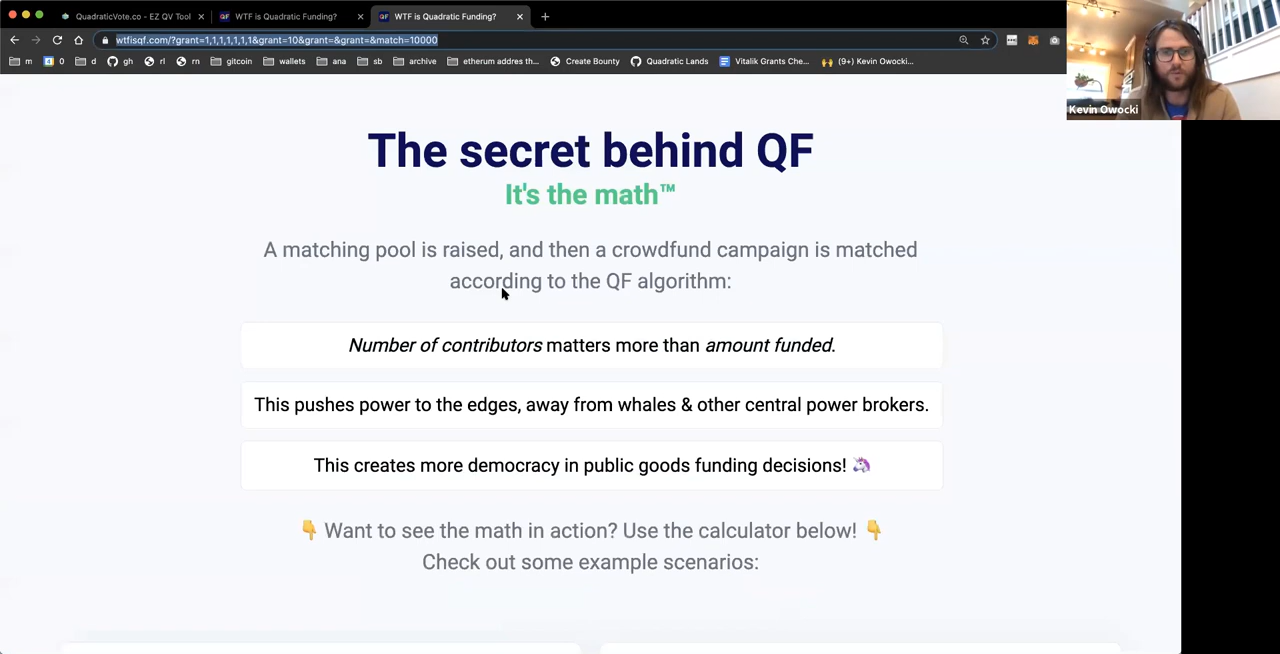 QuadraticVote.co - EZ QV Tool
WTF is Quadratic Funding?
WTF is Quadratic Funding?
wtfisqf.com/?grant=1,1,1,1,1,1,1&grant=10&grant=&grant=&match=10000
m
0
d
gh
rl
rn
gitcoin
wallets
ana
sb
archive
etherum addres th...
Create Bounty
Quadratic Lands
Vitalik Grants Che...
(9+) Kevin Owocki...
Kevin Owocki
The secret behind QF
It's the math™
A matching pool is raised, and then a crowdfund campaign is matched
according to the QF algorithm:
Number of contributors matters more than amount funded.
This pushes power to the edges, away from whales & other central power brokers.
This creates more democracy in public goods funding decisions! 🦄
👇 Want to see the math in action? Use the calculator below! 👇
Check out some example scenarios: